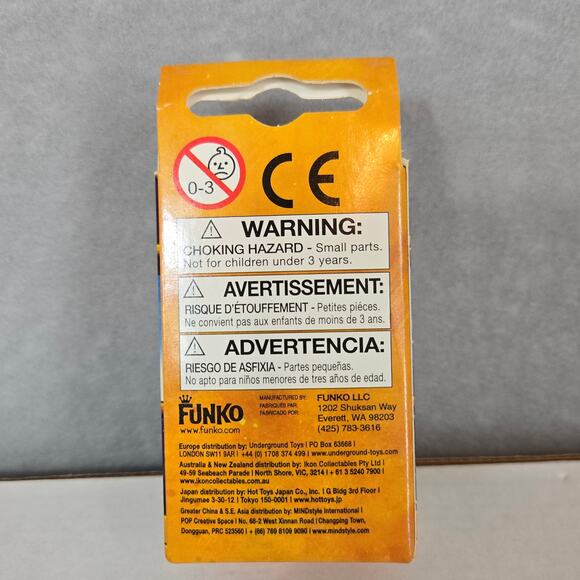 0-3
CE
WARNING:
CHOKING HAZARD - Small parts.
Not for children under 3 years.
AVERTISSEMENT:
RISQUE D'ÉTOUFFEMENT - Petites piéces.
Ne convient pas aux enfants de moins de 3 ans.
ADVERTENCIA:
RIESGO DE ASFIXIA - Partes pequeñas.
No apto para niños menores de tres años de edad.
FUNKO
www.funko.com
MANUFACTURED BY:
FABRIQUÉS PAR:
FABRICADO POR:
FUNKO LLC
1202 Shuksan Way
Everett, WA 98203
(425) 783-3616
Europe distribution by: Underground Toys | PO Box 63668 |
LONDON SW11 9AR | +44 (0) 1708 374 499 | www.underground-toys.com
Australia & New Zealand distribution by: Ikon Collectables Pty Ltd |
49-59 Seabeach Parade | North Shore, VIC, 3214 | + 61 3 5240 7900 |
www.ikoncollectables.com.au
Japan distribution by: Hot Toys Japan Co., Inc. | G Bldg 3rd Floor |
Jingumae 3-30-12 | Tokyo 150-0001 | www.hottoys.jp
Greater China & S.E. Asia distribution by: MINDstyle International |
POP Creative Space | No. 68-2 West Xinnan Road | Changping Town,
Dongguan, PRC 523560 | + (86) 769 8109 9090 | www.mindstyle.com